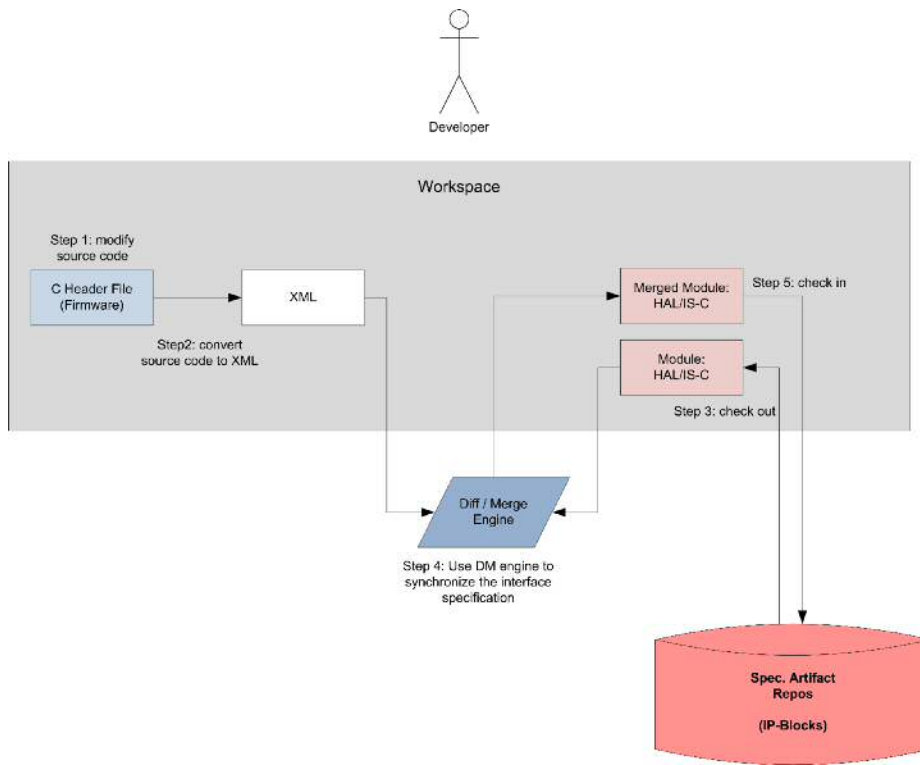 Developer
Workspace
Step 1: modify
source code
C Header File
(Firmware)
XML
Step2: convert
source code to XML
Merged Module:
HAL/IS-C
Step 5: check in
Module:
HAL/IS-C
Step 3: check out
Diff / Merge
Engine
Step 4: Use DM engine to
synchronize the interface
specification
Spec. Artifact
Repos
(IP-Blocks)